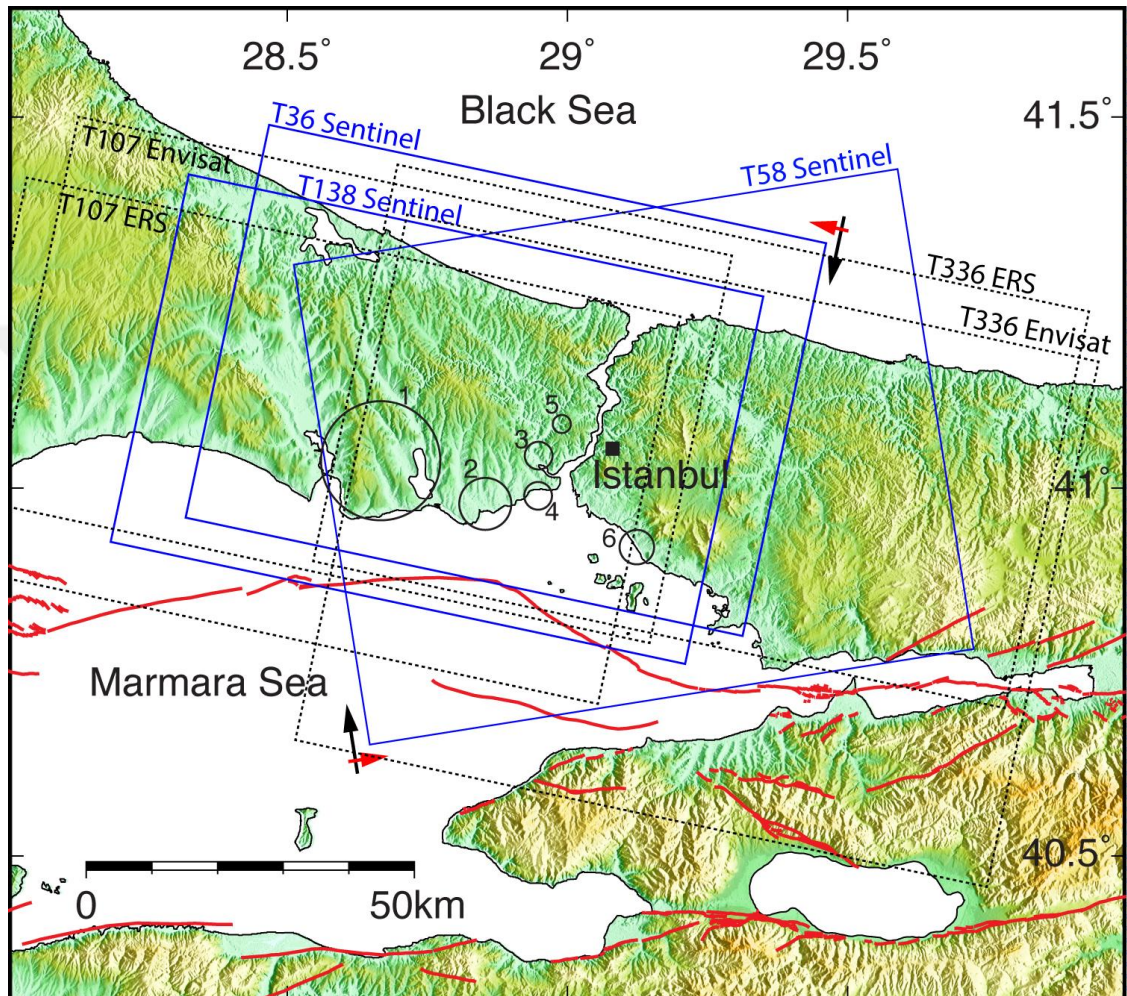 28.5°
29°
29.5°
Black Sea
41.5°
T36 Sentinel
T107 Envisat
T58 Sentinel
T138 Sentinel
T107 ERS
T336 ERS
T336 Envisat
1
5
3
Istanbul
2
41°
4
6
Marmara Sea
40.5°
0
50km